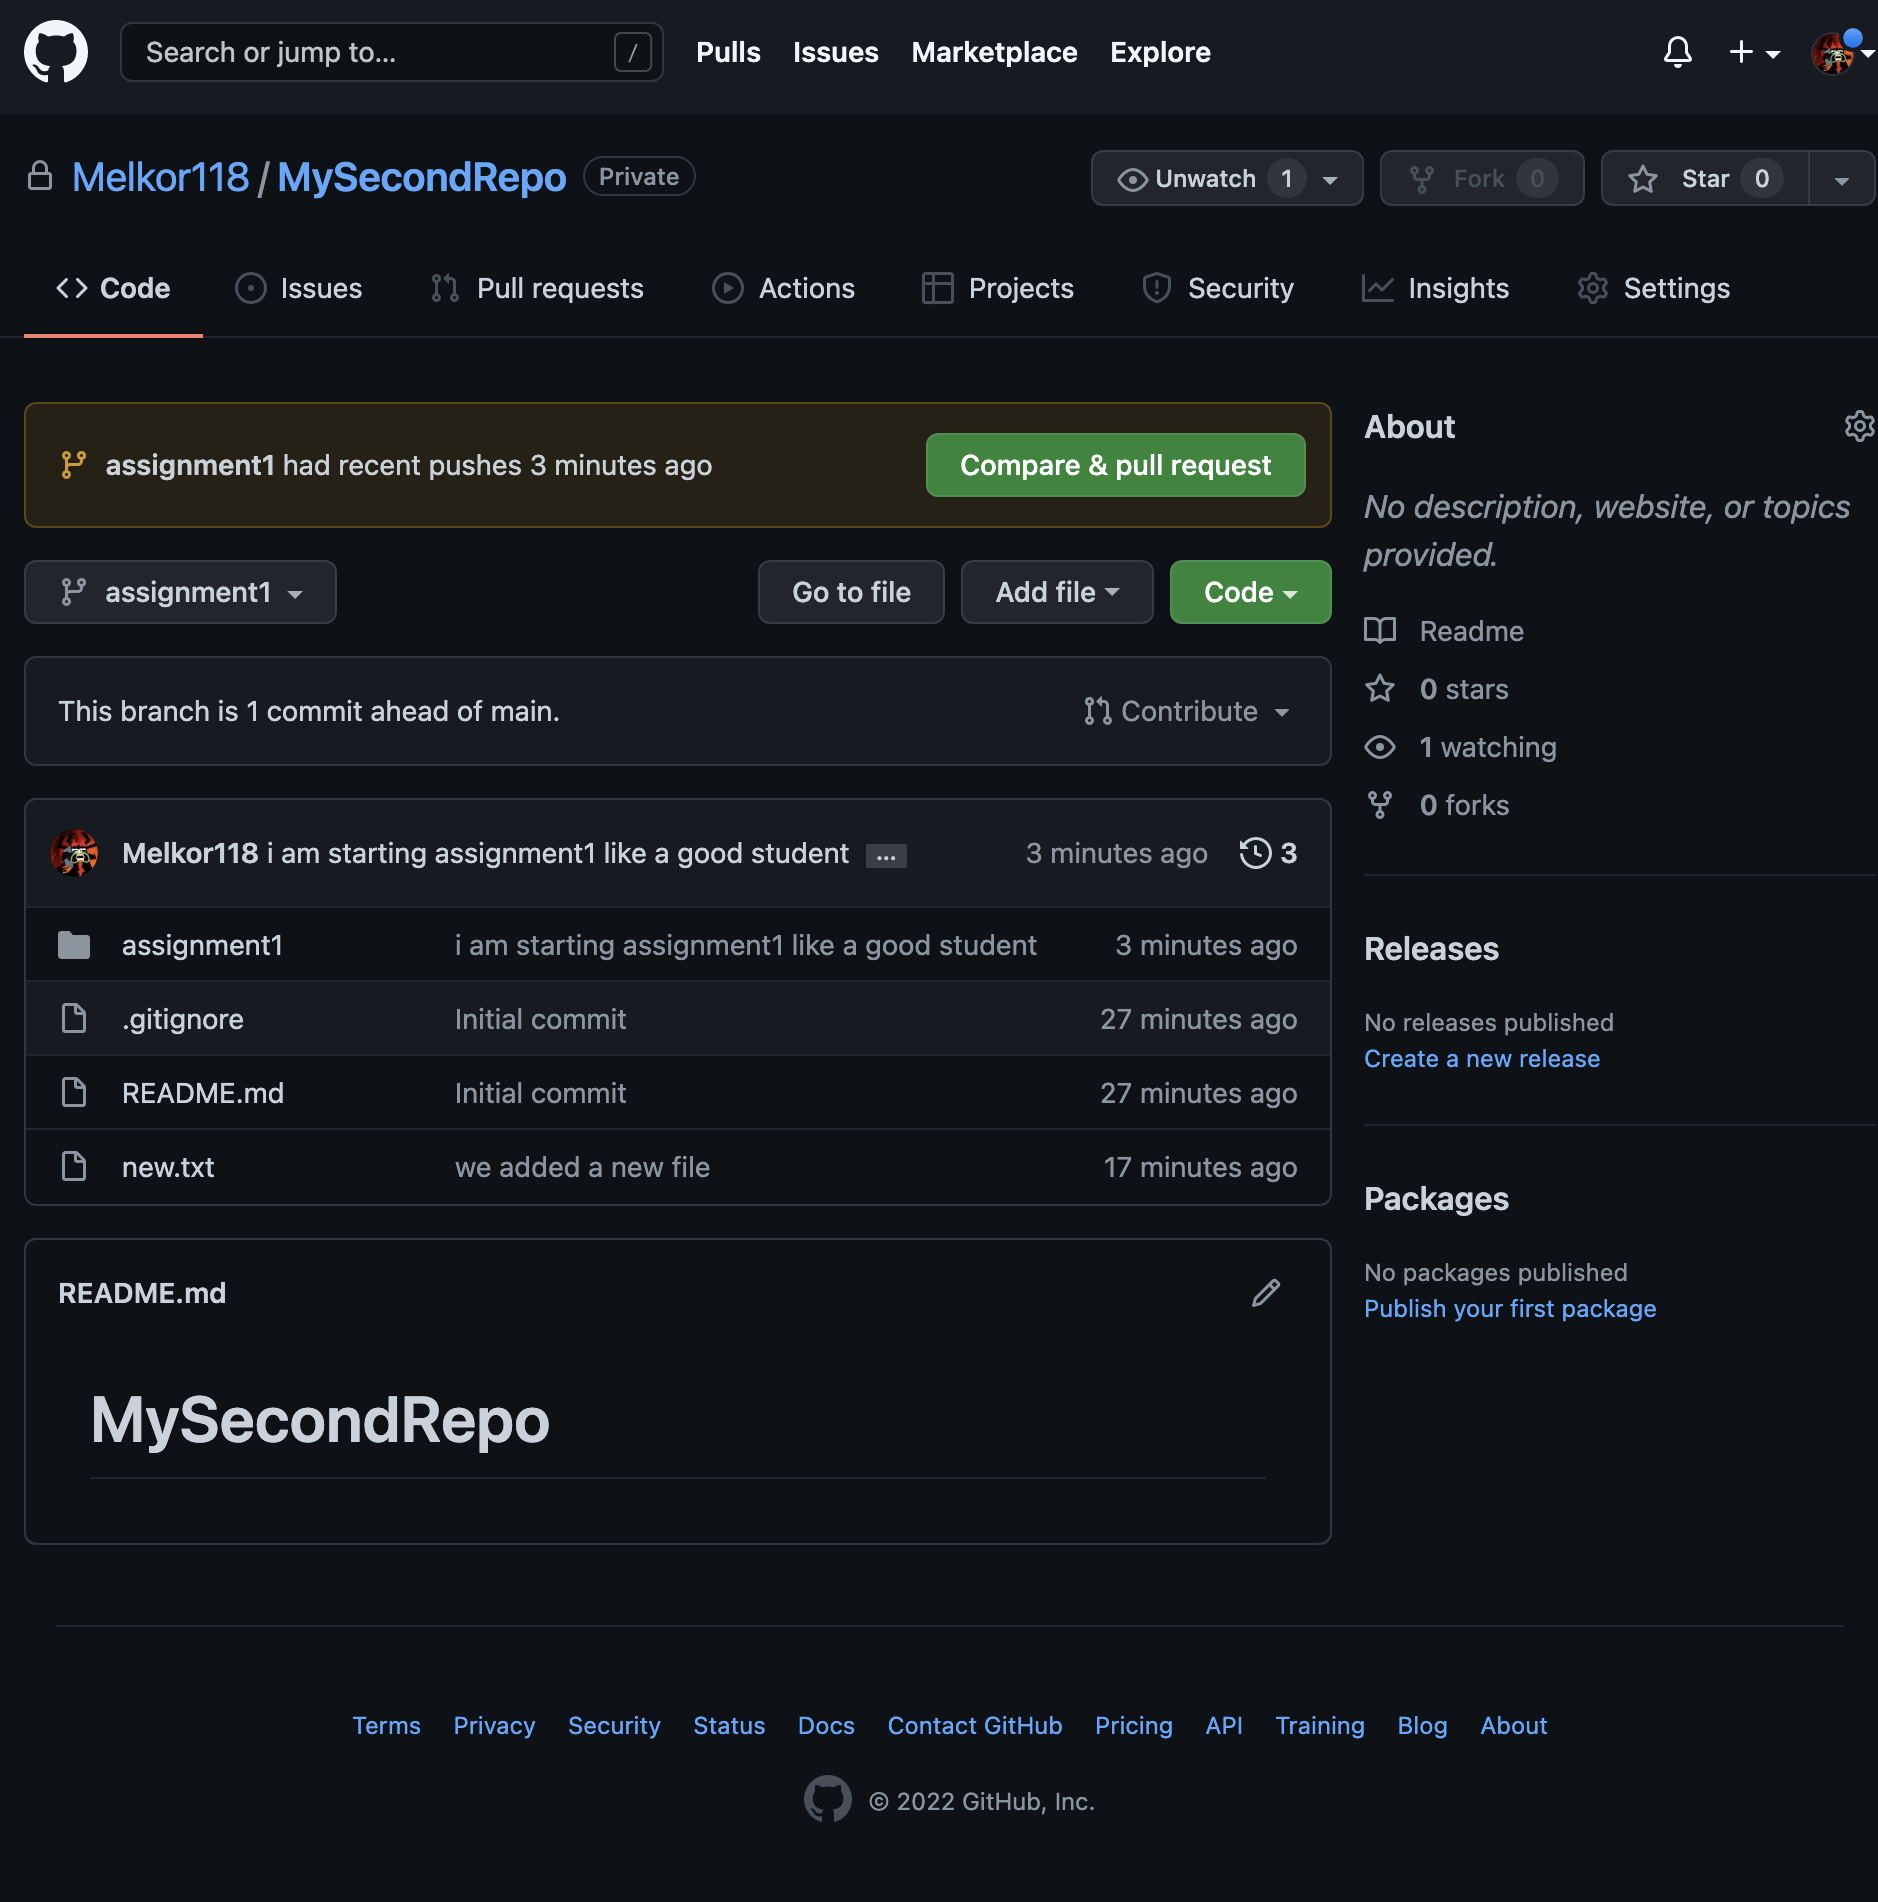 Search or jump to... /
Pulls Issues Marketplace Explore
Melkor118 / MySecondRepo Private
Unwatch 1 Fork 0 Star 0
Code Issues Pull requests Actions Projects Security Insights Settings
assignment1 had recent pushes 3 minutes ago
Compare & pull request
assignment1
Go to file Add file Code
This branch is 1 commit ahead of main.
Contribute
Melkor118 i am starting assignment1 like a good student ... 3 minutes ago 3
assignment1 i am starting assignment1 like a good student 3 minutes ago
.gitignore Initial commit 27 minutes ago
README.md Initial commit 27 minutes ago
new.txt we added a new file 17 minutes ago
README.md
MySecondRepo
About
No description, website, or topics
provided.
Readme
0 stars
1 watching
0 forks
Releases
No releases published
Create a new release
Packages
No packages published
Publish your first package
Terms Privacy Security Status Docs Contact GitHub Pricing API Training Blog About
© 2022 GitHub, Inc.